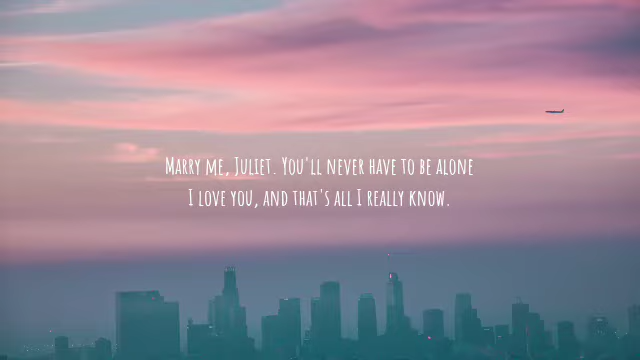 Marry me, Juliet. You'll never have to be alone
I love you, and that's all I really know.